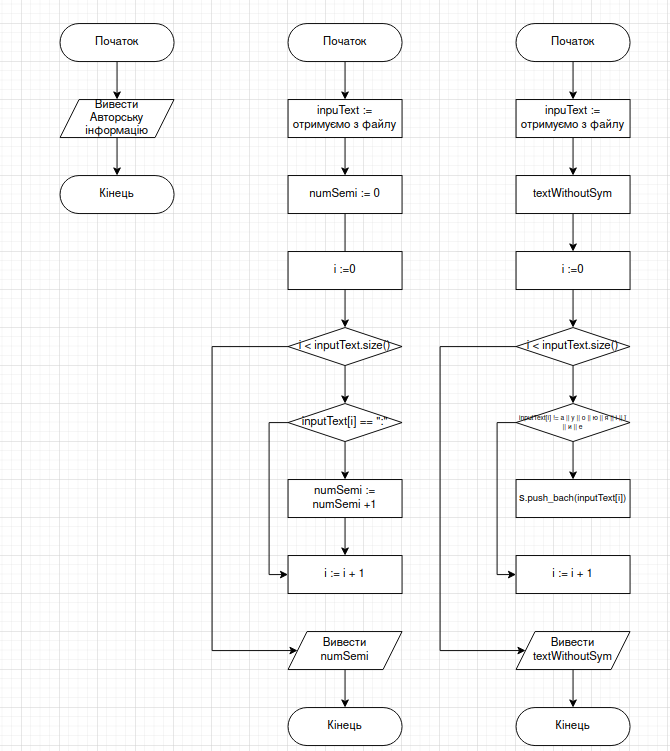 Початок
Вивести
Авторську
інформацію
Кінець
Початок
inpuText :=
отримуємо з файлу
numSemi := 0
i :=0
i < inputText.size()
inputText[i] == ":"
numSemi :=
numSemi +1
i := i + 1
Вивести
numSemi
Кінець
Початок
inpuText :=
отримуємо з файлу
textWithoutSym
i :=0
i < inputText.size()
inputText[i] != а || у || о || ю || я || і ||
|| и || е
s.push_bach(inputText[i])
i := i + 1
Вивести
textWithoutSym
Кінець